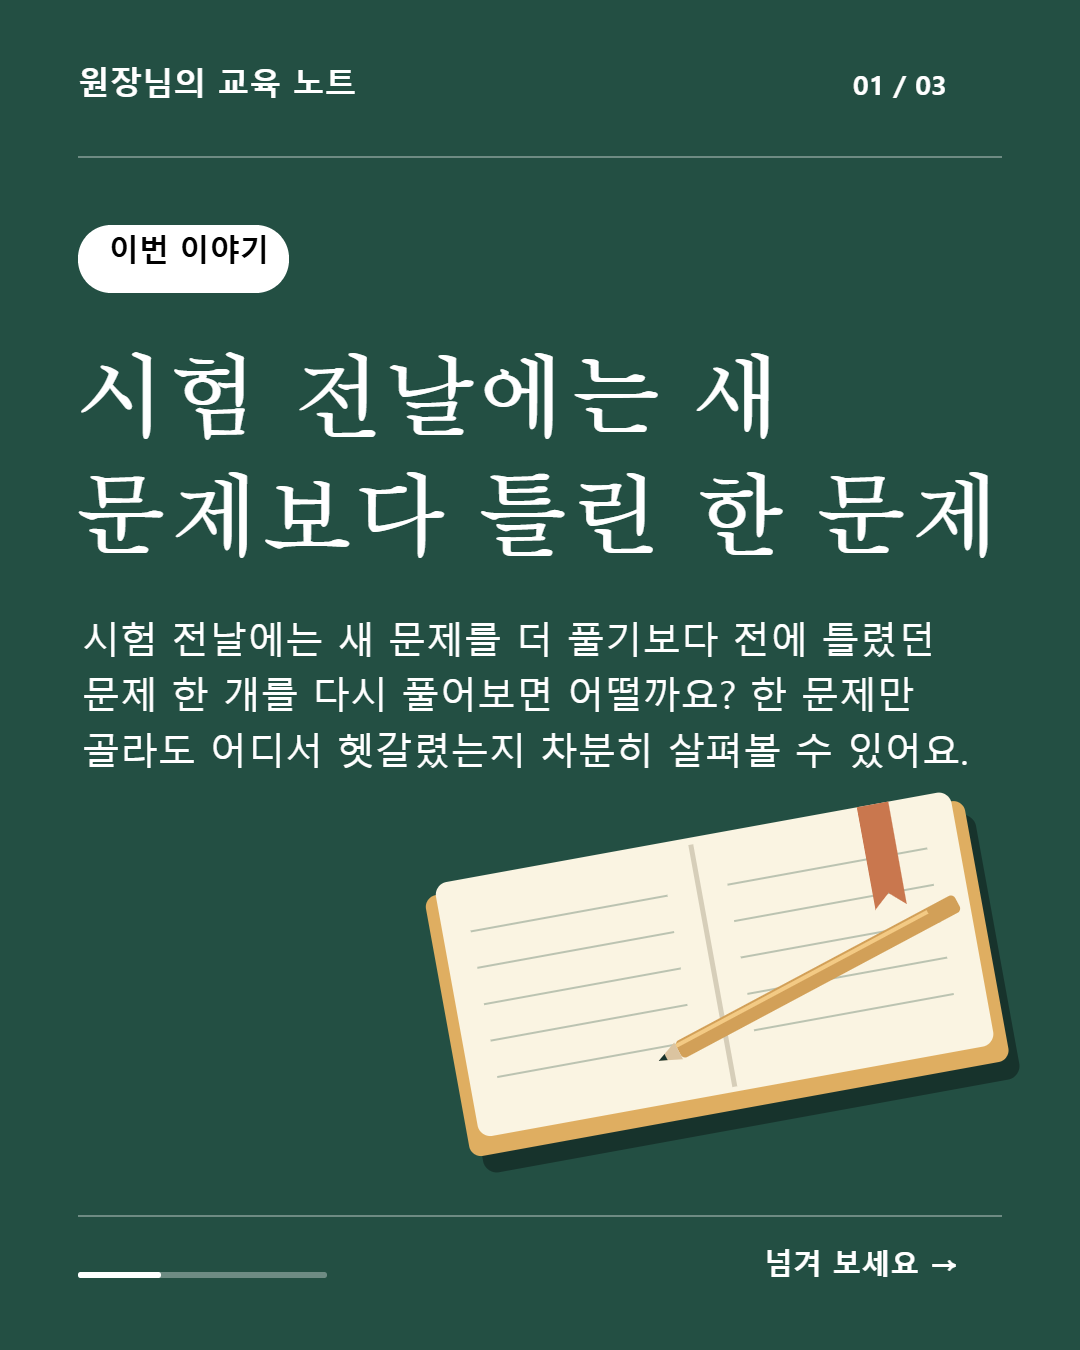 원장님의 교육 노트
01 / 03
이번 이야기
시험 전날에는 새
문제보다 틀린 한 문제
시험 전날에는 새 문제를 더 풀기보다 전에 틀렸던
문제 한 개를 다시 풀어보면 어떨까요? 한 문제만
골라도 어디서 헷갈렸는지 차분히 살펴볼 수 있어요.
넘겨 보세요 →